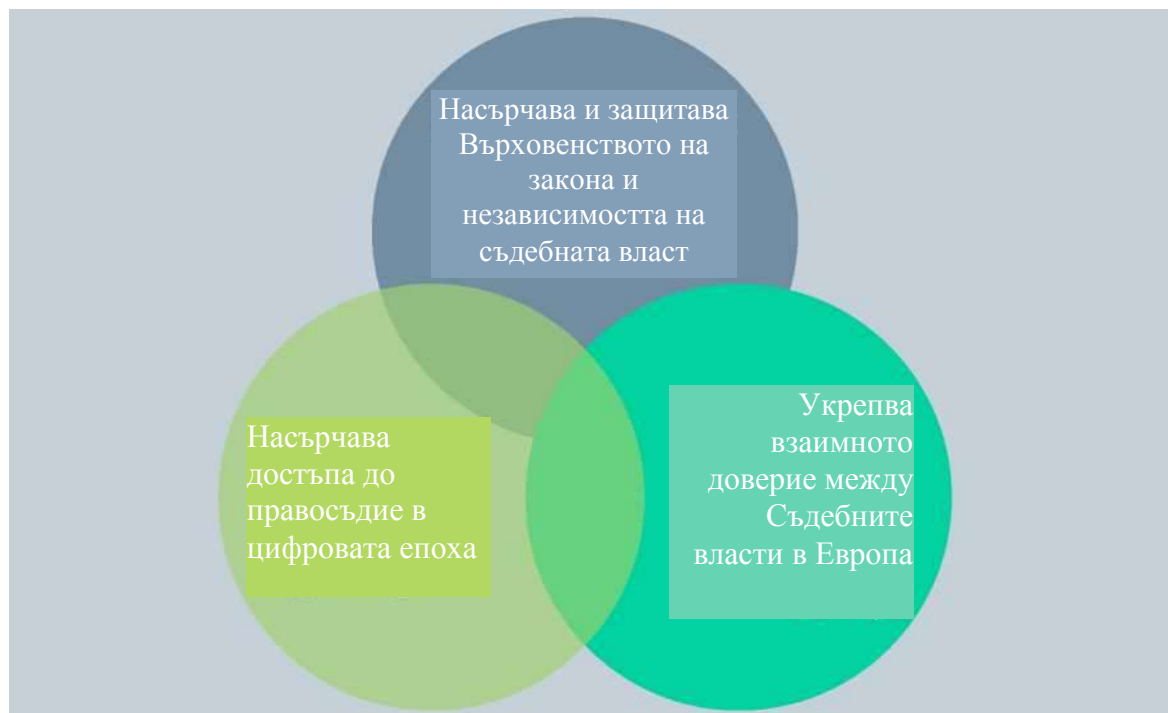 Насърчава и защитава
Върховенството на
закона и
независимостта на
съдебната власт
Насърчава
достъпа до
правосъдие в
цифровата епоха
Укрепва
взаимното
доверие между
Съдебните
власти в Европа